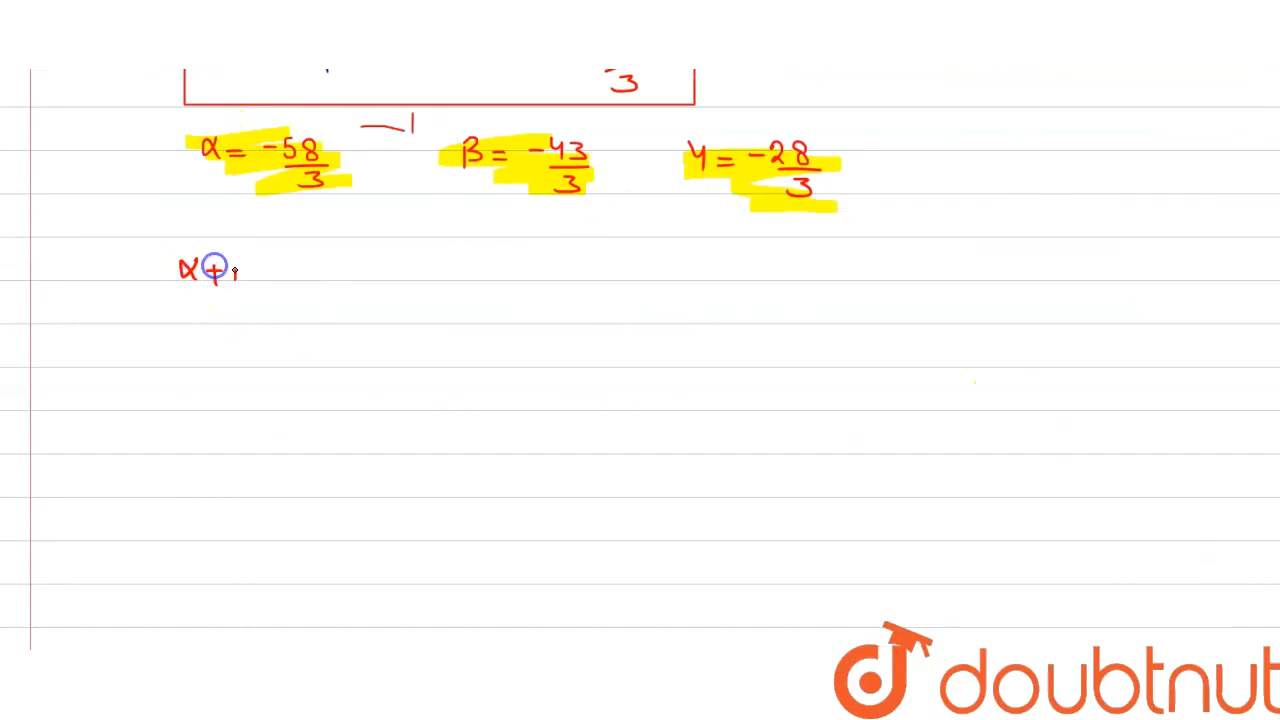 3
α = -58/3 β = -43/3 γ = -28/3
α +
doubtnut